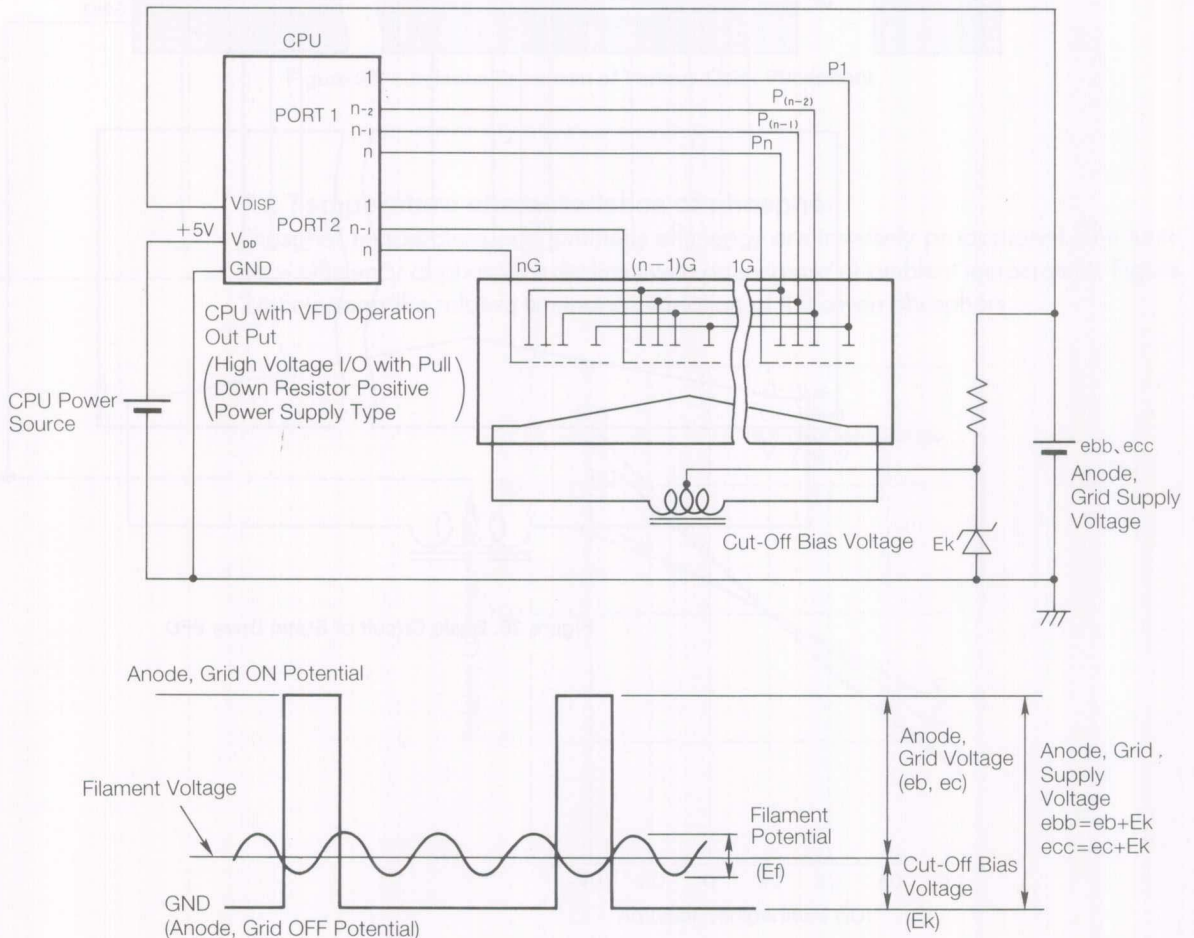 CPU
1
P1
PORT 1
n-2
P(n-2)
n-1
P(n-1)
n
Pn
VDISP
PORT 2
+5V
VDD
n-1
GND
n
nG
(n−1)G
1G
CPU with VFD Operation
Out Put
(High Voltage I/O with Pull
Down Resistor Positive
Power Supply Type)
CPU Power
Source
ebb、ecc
Anode,
Grid Supply
Voltage
Cut-Off Bias Voltage
Ek
Anode, Grid ON Potential
Filament Voltage
Anode,
Grid Voltage
(eb, ec)
Anode, Grid
Supply
Voltage
ebb=eb+Ek
ecc=ec+Ek
Filament
Potential
(Ef)
Cut-Off Bias
Voltage
(Ek)
GND
(Anode, Grid OFF Potential)